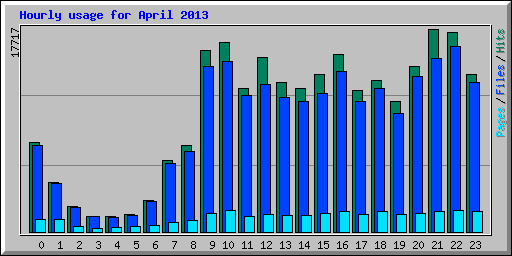 Hourly usage for April 2013
17717
Pages/Files/Hits
0 1 2 3 4 5 6 7 8 9 10 11 12 13 14 15 16 17 18 19 20 21 22 23